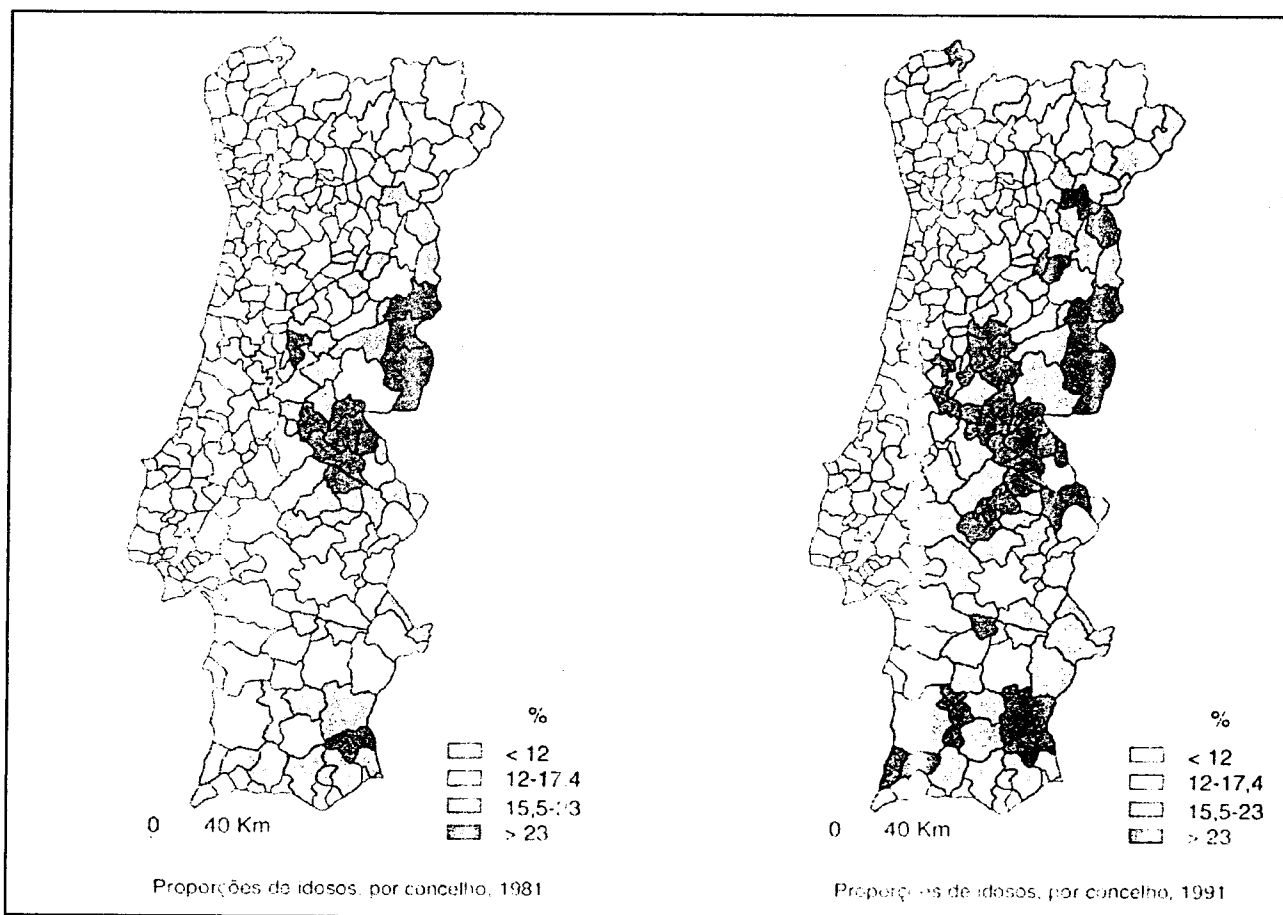 %
< 12
12-17,4
15,5-23
> 23
0 40 Km
Proporções de idosos, por concelho, 1981
%
< 12
12-17,4
15,5-23
> 23
0 40 Km
Proporções de idosos, por concelho, 1991